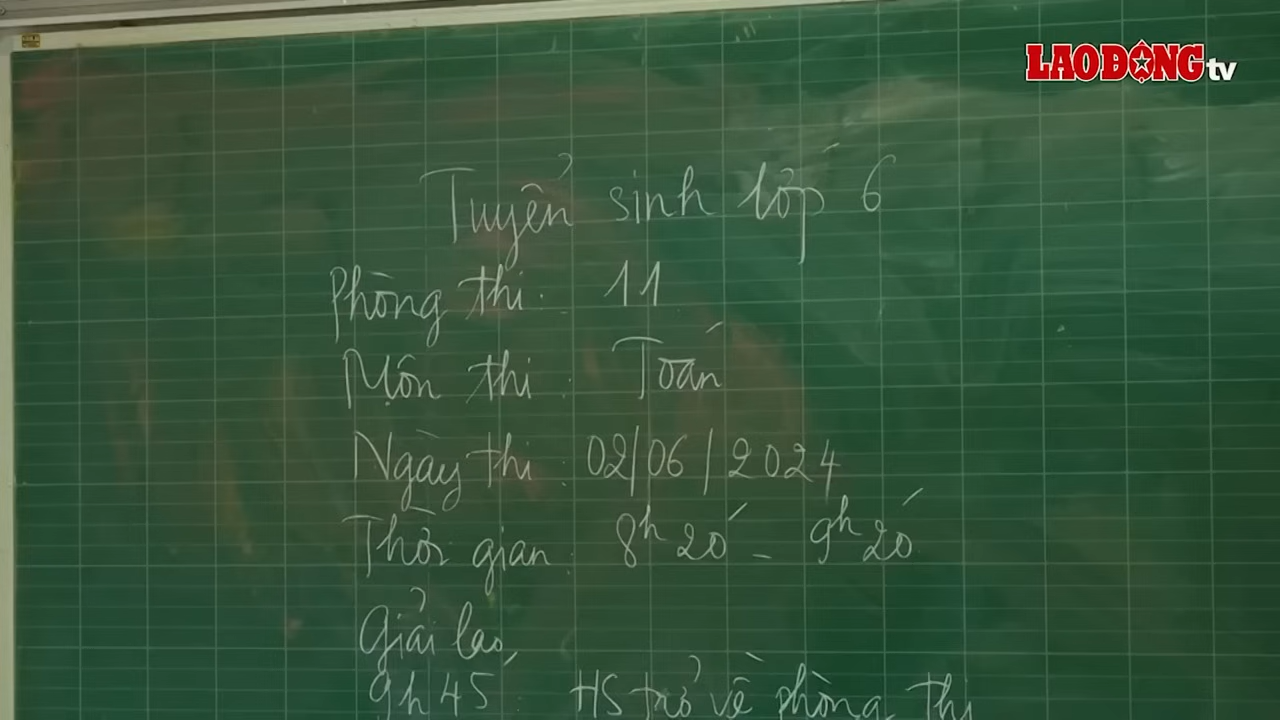 LAO ĐỘNG tv
Tuyển sinh lớp 6
Phòng thi: 11
Môn thi: Toán
Ngày thi: 02/06/2024
Thời gian: 8h20' - 9h20'
Giải lao,
9h45: HS trở về phòng thi